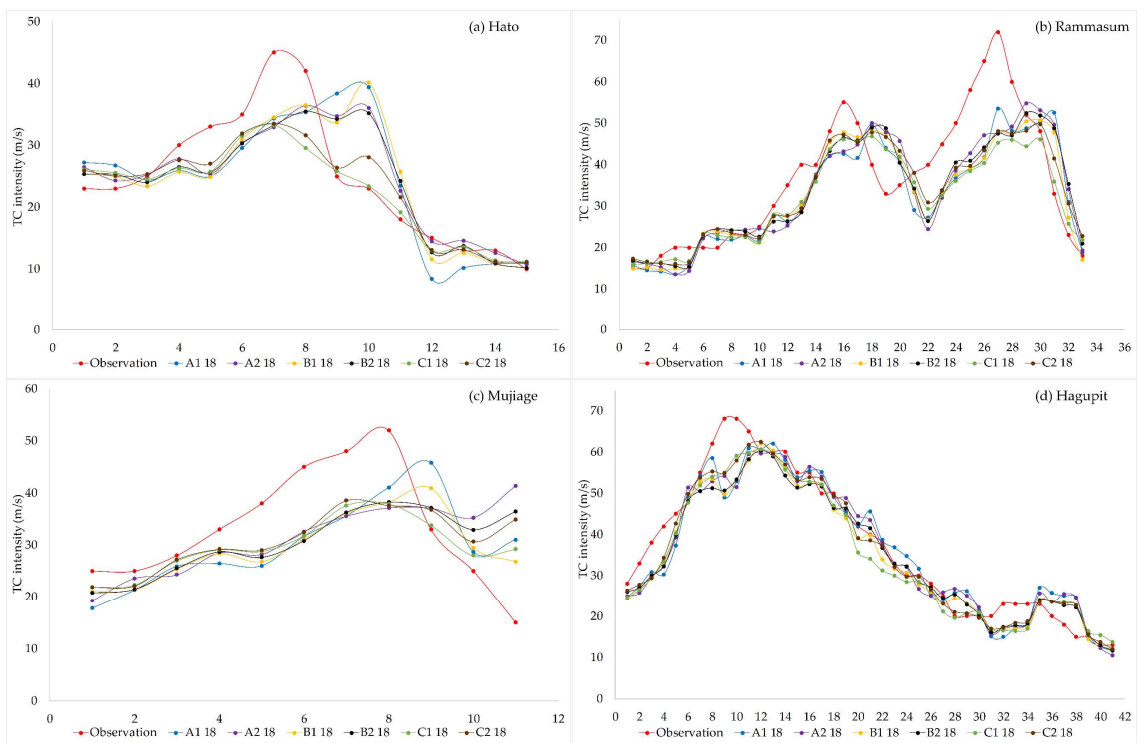 (a) Hato
TC intensity (m/s)
50
40
30
20
10
0
0 2 4 6 8 10 12 14 16
Observation A1 18 A2 18 B1 18 B2 18 C1 18 C2 18
(b) Rammasum
TC intensity (m/s)
70
60
50
40
30
20
10
0
0 2 4 6 8 10 12 14 16 18 20 22 24 26 28 30 32 34 36
Observation A1 18 A2 18 B1 18 B2 18 C1 18 C2 18
(c) Mujiage
TC intensity (m/s)
60
50
40
30
20
10
0
0 2 4 6 8 10 12
Observation A1 18 A2 18 B1 18 B2 18 C1 18 C2 18
(d) Hagupit
TC intensity (m/s)
70
60
50
40
30
20
10
0
0 2 4 6 8 10 12 14 16 18 20 22 24 26 28 30 32 34 36 38 40 42
Observation A1 18 A2 18 B1 18 B2 18 C1 18 C2 18